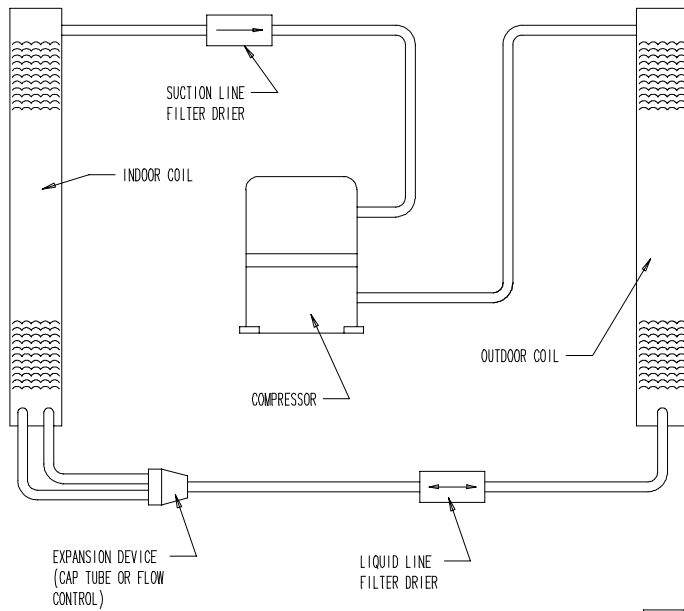 SUCTION LINE
FILTER DRIER
INDOOR COIL
OUTDOOR COIL
COMPRESSOR
EXPANSION DEVICE
(CAP TUBE OR FLOW
CONTROL)
LIQUID LINE
FILTER DRIER